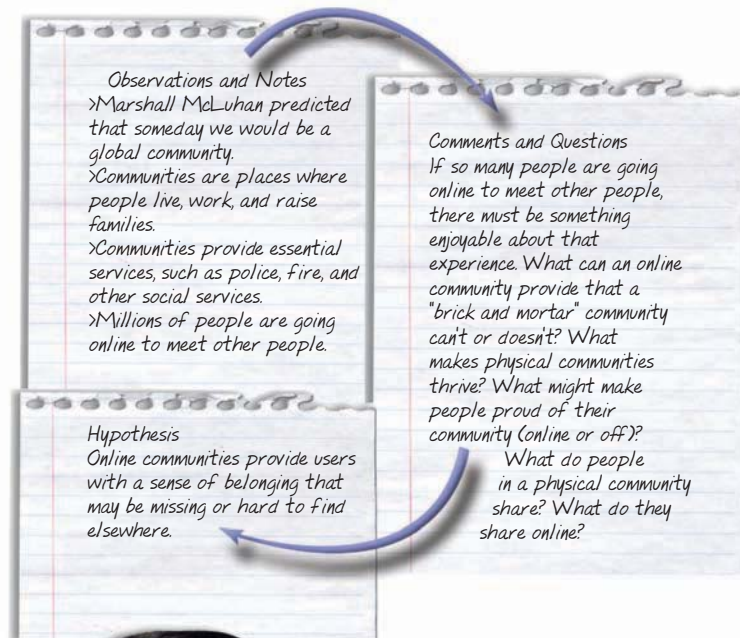 Observations and Notes
>Marshall McLuhan predicted
that someday we would be a
global community.
>Communities are places where
people live, work, and raise
families.
>Communities provide essential
services, such as police, fire, and
other social services.
>Millions of people are going
online to meet other people.
Comments and Questions
If so many people are going
online to meet other people,
there must be something
enjoyable about that
experience. What can an online
community provide that a
"brick and mortar" community
can't or doesn't? What
makes physical communities
thrive? What might make
people proud of their
community (online or off)?
What do people
in a physical community
share? What do they
share online?
Hypothesis
Online communities provide users
with a sense of belonging that
may be missing or hard to find
elsewhere.